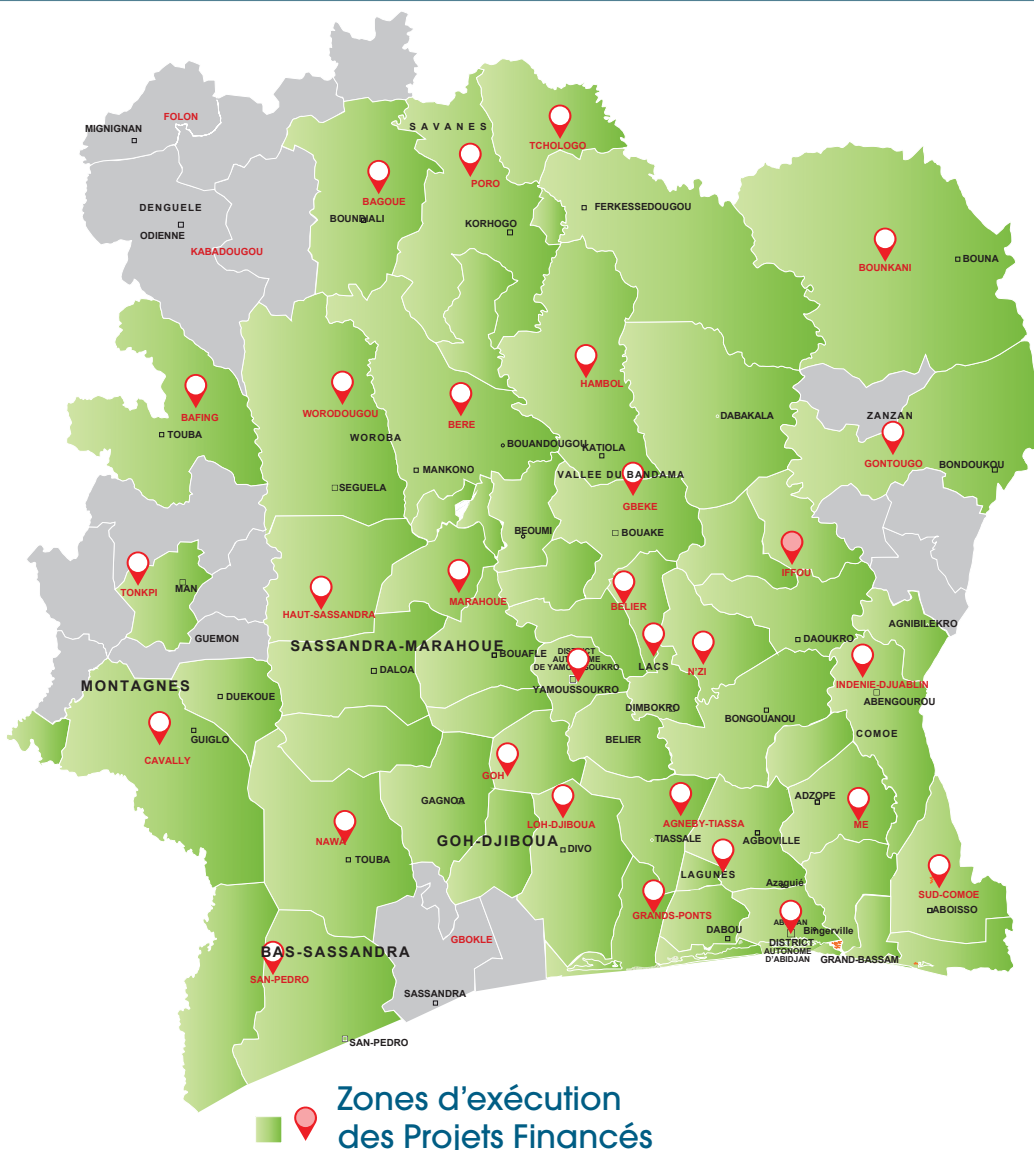 FOLON
MIGNIGNAN
SAVANES
TCHOLOGO
PORO
BAGOUE
BOUNDIALI
KORHOGO
FERKESSEDOUGOU
DENGUELE
ODIENNE
KABADOUGOU
BOUNKANI
BOUNA
HAMBOL
BAFING
TOUBA
WORODOUGOU
WOROBA
BERE
DABAKALA
ZANZAN
BOUANDOUGOU
KATIOLA
GONTOUGO
BONDOUKOU
MANKONO
VALLEE DU BANDAMA
SEGUELA
GBEKE
BEOUMI
BOUAKE
IFFOU
TONKPI
MAN
HAUT-SASSANDRA
MARAHOUE
BELIER
GUEMON
SASSANDRA-MARAHOUE
BOUAFLE
DALOA
DISTRICT
AUTONOME
DE YAMOUSSOUKRO
YAMOUSSOUKRO
LACS
N'ZI
DAOUKRO
AGNIBILEKRO
INDENIE-DJUABLIN
ABENGOUROU
MONTAGNES
DUEKOUE
DIMBOKRO
BONGOUANOU
COMOE
GUIGLO
CAVALLY
BELIER
GOH
GAGNOA
ADZOPE
NAWA
TOUBA
GOH-DJIBOUA
LOH-DJIBOUA
DIVO
AGNEBY-TIASSA
TIASSALE
AGBOVILLE
ME
LAGUNES
Azaguié
SUD-COMOE
ABOISSO
GRANDS-PONTS
DABOU
ABIDJAN
Bingerville
DISTRICT
AUTONOME
D'ABIDJAN
GRAND-BASSAM
GBOKLE
BAS-SASSANDRA
SAN-PEDRO
SASSANDRA
SAN-PEDRO
Zones d'exécution
des Projets Financés